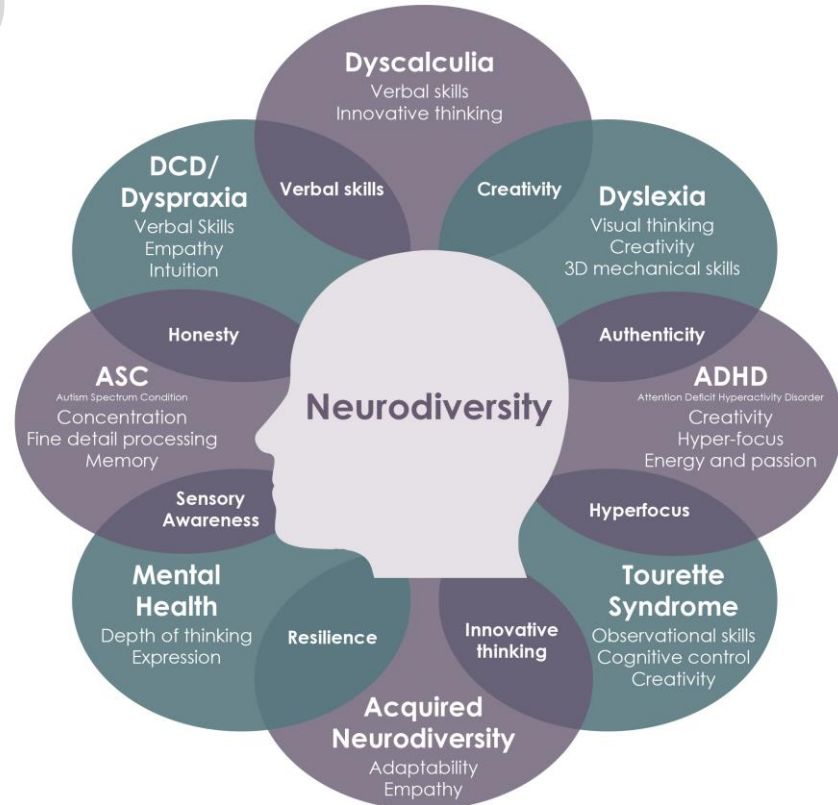 Dyscalculia
Verbal skills
Innovative thinking
Verbal skills
Creativity
DCD/
Dyspraxia
Verbal Skills
Empathy
Intuition
Dyslexia
Visual thinking
Creativity
3D mechanical skills
Honesty
Authenticity
ASC
Autism Spectrum Condition
Concentration
Fine detail processing
Memory
Neurodiversity
ADHD
Attention Deficit Hyperactivity Disorder
Creativity
Hyper-focus
Energy and passion
Sensory
Awareness
Hyperfocus
Mental
Health
Depth of thinking
Expression
Resilience
Innovative
thinking
Tourette
Syndrome
Observational skills
Cognitive control
Creativity
Acquired
Neurodiversity
Adaptability
Empathy